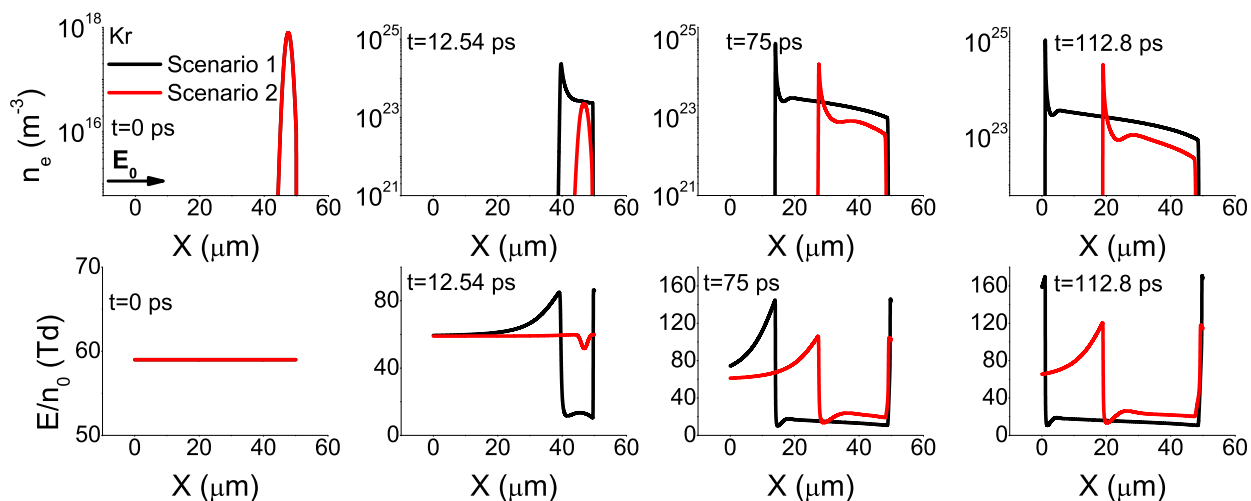 n_e (m^-3)
10^18
10^16
Kr
Scenario 1
Scenario 2
t=0 ps
E_0
0 20 40 60
X (μm)
10^25
10^23
10^21
t=12.54 ps
0 20 40 60
X (μm)
10^25
10^23
10^21
t=75 ps
0 20 40 60
X (μm)
10^25
10^23
t=112.8 ps
0 20 40 60
X (μm)
E/n_0 (Td)
70
60
50
t=0 ps
0 20 40 60
X (μm)
80
40
0
t=12.54 ps
0 20 40 60
X (μm)
160
120
80
40
0
t=75 ps
0 20 40 60
X (μm)
160
120
80
40
0
t=112.8 ps
0 20 40 60
X (μm)